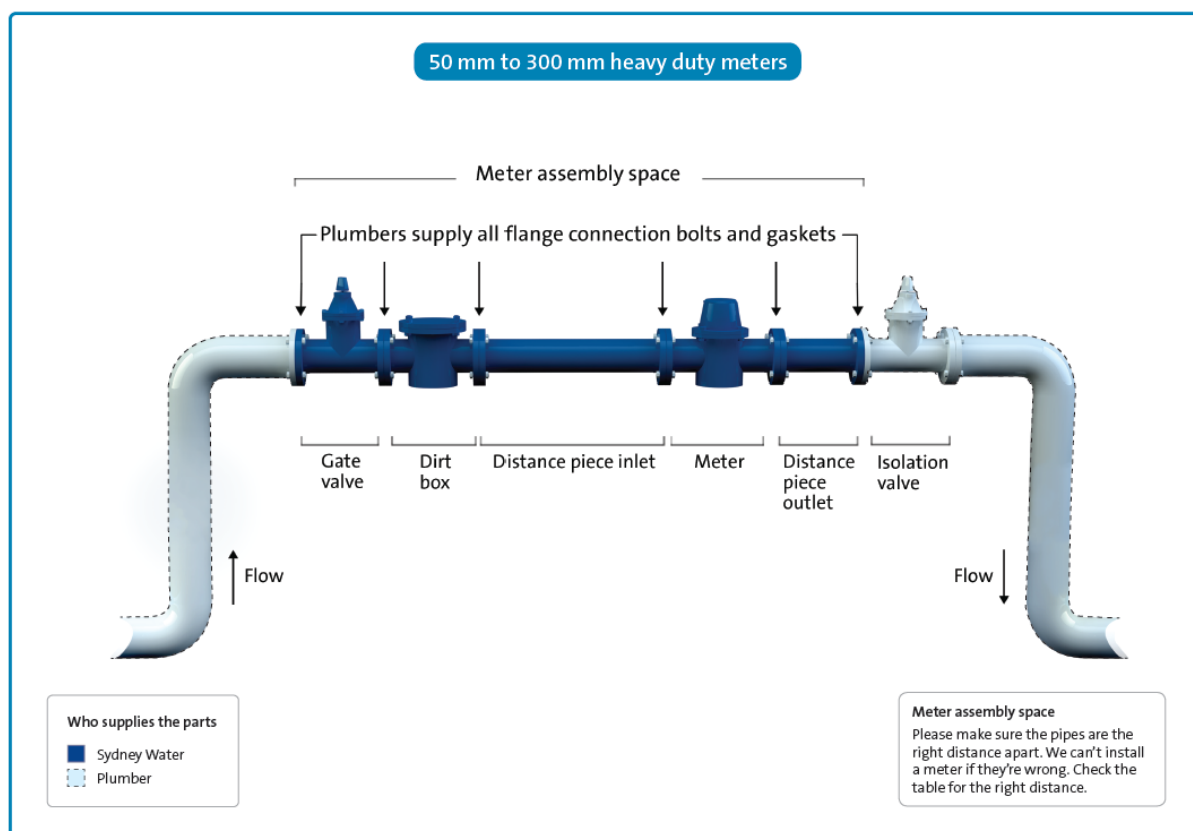 50 mm to 300 mm heavy duty meters
Meter assembly space
Plumbers supply all flange connection bolts and gaskets
Gate
valve
Dirt
box
Distance piece inlet
Meter
Distance
piece
outlet
Isolation
valve
Flow
Flow
Who supplies the parts
Sydney Water
Plumber
Meter assembly space
Please make sure the pipes are the
right distance apart. We can't install
a meter if they're wrong. Check the
table for the right distance.